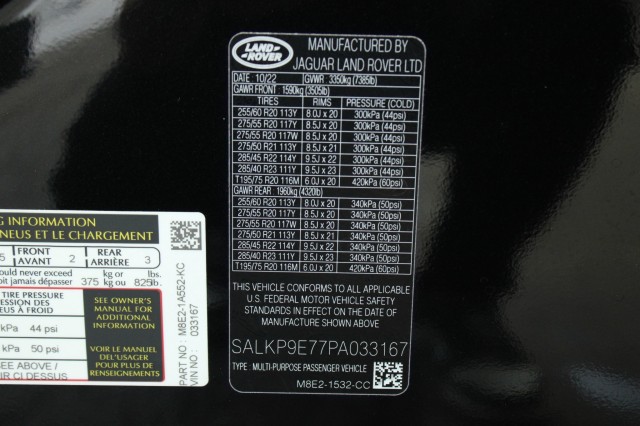 LAND
ROVER
MANUFACTURED BY
JAGUAR LAND ROVER LTD
DATE: 10/22 GVWR 3350kg (7385lb)
GAWR FRONT 1590kg (3505lb)
TIRES RIMS PRESSURE (COLD)
255/60 R20 113Y 8.0J x 20 300kPa (44psi)
275/55 R20 117Y 8.5J x 20 300kPa (44psi)
275/55 R20 117W 8.5J x 20 300kPa (44psi)
275/50 R21 113Y 8.5J x 21 300kPa (44psi)
285/45 R22 114Y 9.5J x 22 300kPa (44psi)
285/40 R23 111Y 9.5J x 23 300kPa (44psi)
T195/75 R20 116M 6.0J x 20 420kPa (60psi)
GAWR REAR 1960kg (4320lb)
255/60 R20 113Y 8.0J x 20 340kPa (50psi)
275/55 R20 117Y 8.5J x 20 340kPa (50psi)
275/55 R20 117W 8.5J x 20 340kPa (50psi)
275/50 R21 113Y 8.5J x 21 340kPa (50psi)
285/45 R22 114Y 9.5J x 22 340kPa (50psi)
285/40 R23 111Y 9.5J x 23 340kPa (50psi)
T195/75 R20 116M 6.0J x 20 420kPa (60psi)
THIS VEHICLE CONFORMS TO ALL APPLICABLE
U.S. FEDERAL MOTOR VEHICLE SAFETY
STANDARDS IN EFFECT ON THE DATE OF
MANUFACTURE SHOWN ABOVE
SALKP9E77PA033167
TYPE: MULTI-PURPOSE PASSENGER VEHICLE
M8E2-1532-CC
G INFORMATION
NEUS ET LE CHARGEMENT
5 FRONT AVANT 2 REAR ARRIÈRE 3
ould never exceed kg or lbs.
oit jamais dépasser 375 kg ou 825 lb.
TIRE PRESSURE
ESSION DES
EUS À FROID
kPa 44 psi
kPa 50 psi
SEE ABOVE /
IR CI DESSUS
SEE OWNER'S
MANUAL FOR
ADDITIONAL
INFORMATION
VOIR LE MANUEL
DEL'USAGER
POUR PLUS DE
RENSEIGNEMENTS
PART NO M8E2-1A552-KC
VIN NO. 033167